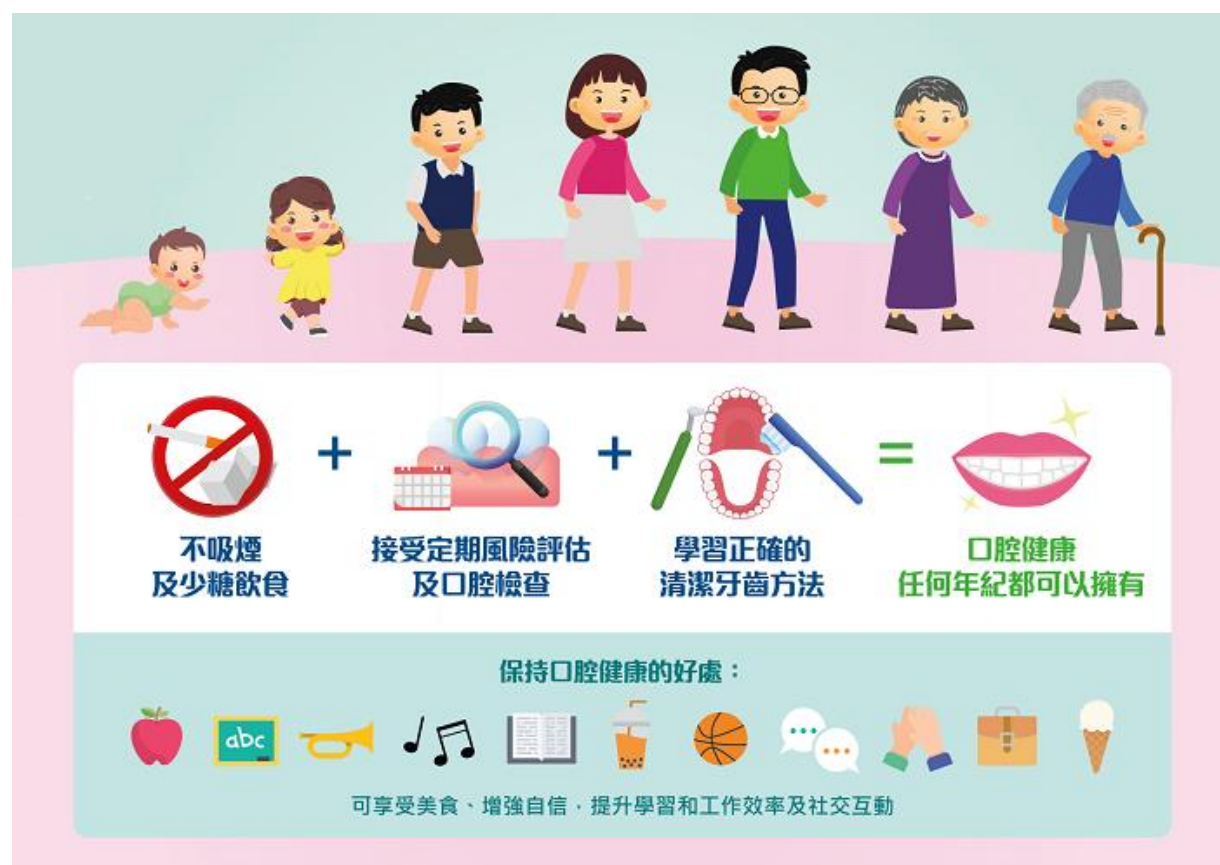 不吸煙
及少糖飲食
+
接受定期風險評估
及口腔檢查
+
學習正確的
清潔牙齒方法
=
口腔健康
任何年紀都可以擁有
保持口腔健康的好處：
abc
可享受美食、增強自信，提升學習和工作效率及社交互動